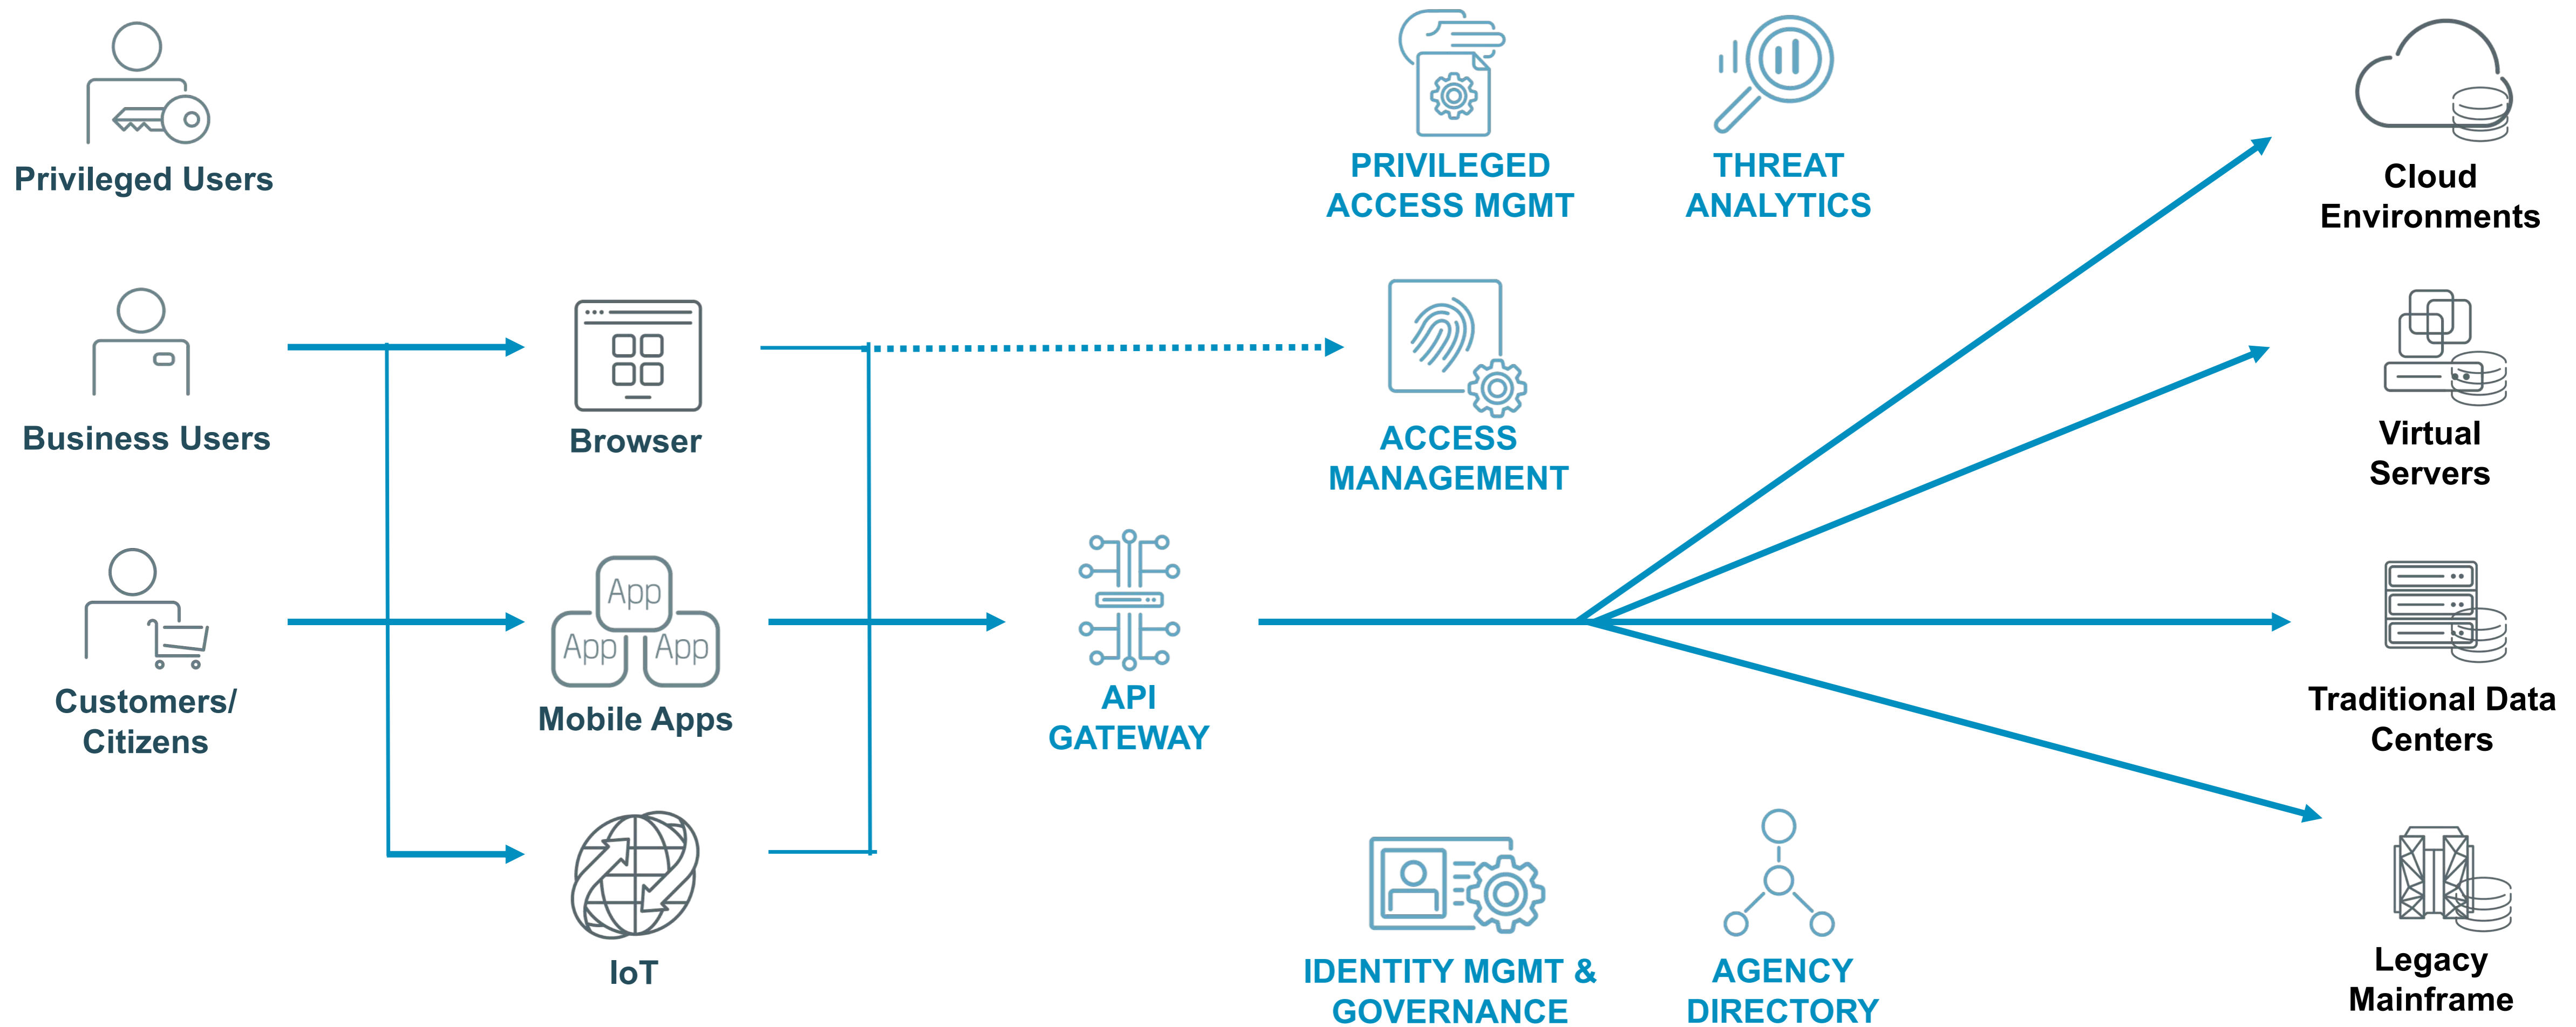 Privileged Users
Business Users
Customers/
Citizens
Browser
App
App
App
Mobile Apps
IoT
API
GATEWAY
PRIVILEGED
ACCESS MGMT
THREAT
ANALYTICS
ACCESS
MANAGEMENT
IDENTITY MGMT &
GOVERNANCE
AGENCY
DIRECTORY
Cloud
Environments
Virtual
Servers
Traditional Data
Centers
Legacy
Mainframe